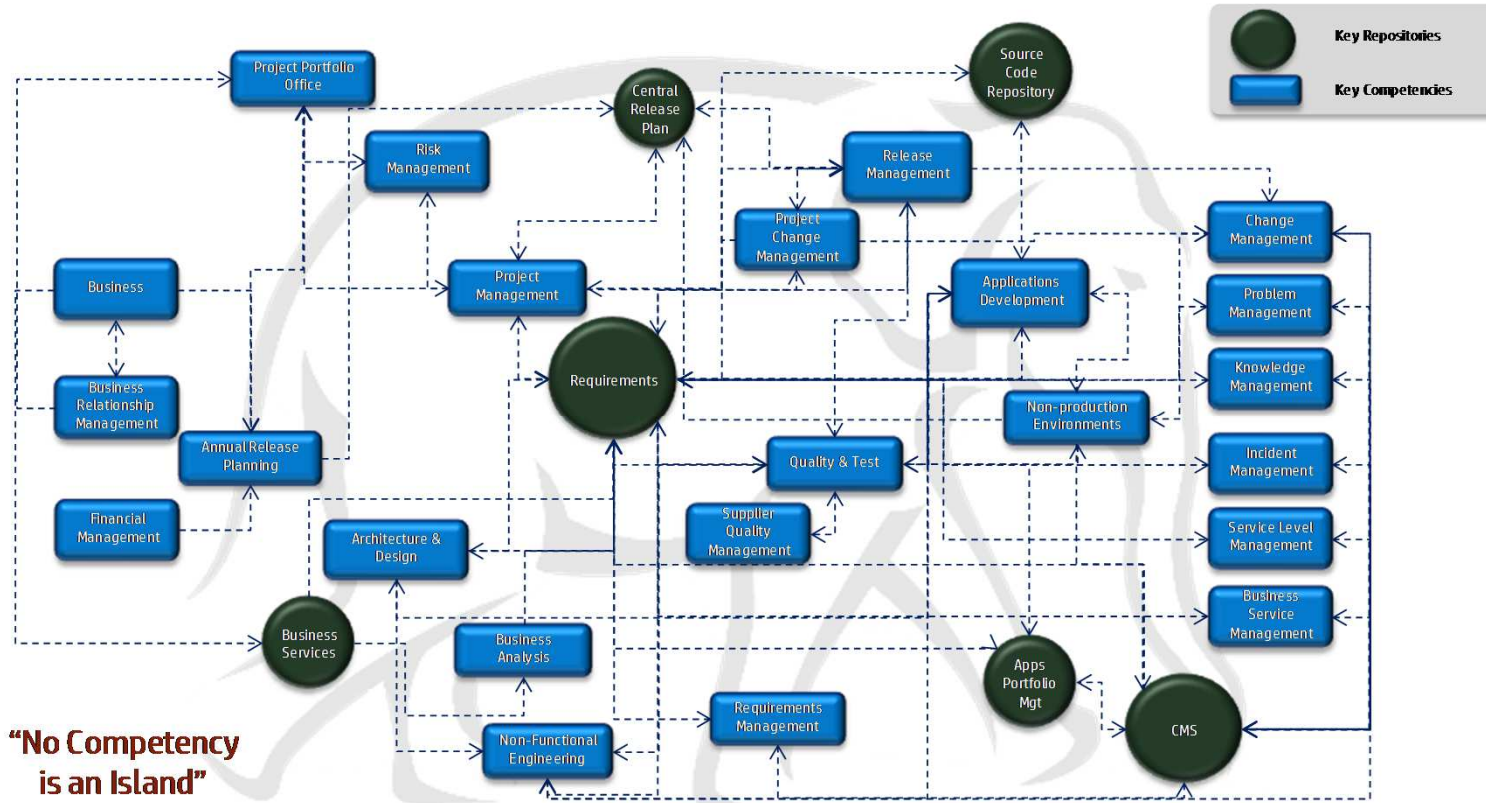 Key Repositories
Key Competencies
Project Portfolio
Office
Central
Release
Plan
Source
Code
Repository
Risk
Management
Release
Management
Project
Change
Management
Change
Management
Business
Project
Management
Applications
Development
Problem
Management
Requirements
Business
Relationship
Management
Knowledge
Management
Non-production
Environments
Annual Release
Planning
Quality & Test
Incident
Management
Financial
Management
Architecture &
Design
Supplier
Quality
Management
Service Level
Management
Business
Services
Business
Analysis
Business
Service
Management
Apps
Portfolio
Mgt
Requirements
Management
CMS
Non-Functional
Engineering
"No Competency
is an Island"